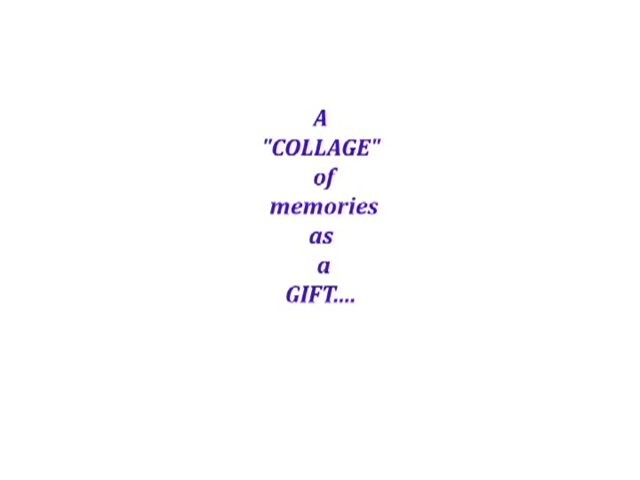 A
"COLLAGE"
of
memories
as
a
GIFT....